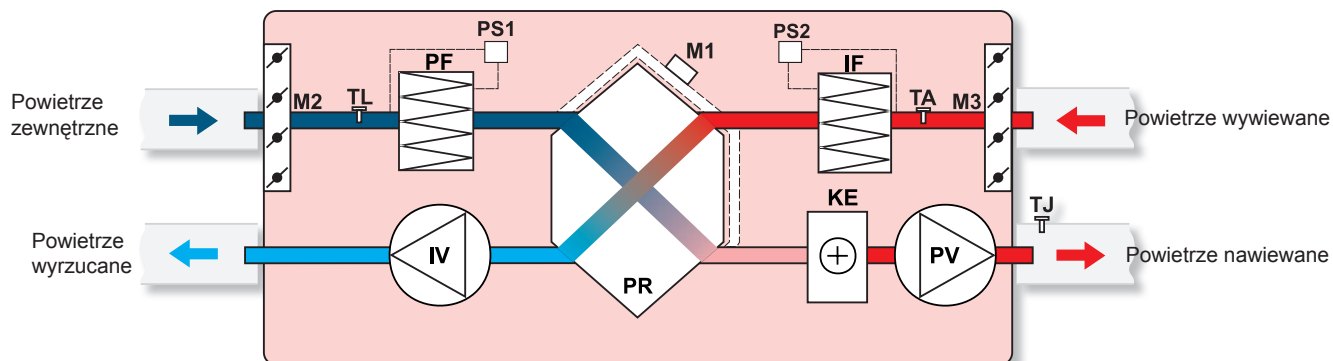 PS1
PS2
M1
PF
IF
M2
TL
TA
M3
Powietrze
zewnętrzne
Powietrze wywiewane
KE
TJ
Powietrze
wyrzucane
IV
PR
PV
Powietrze nawiewane